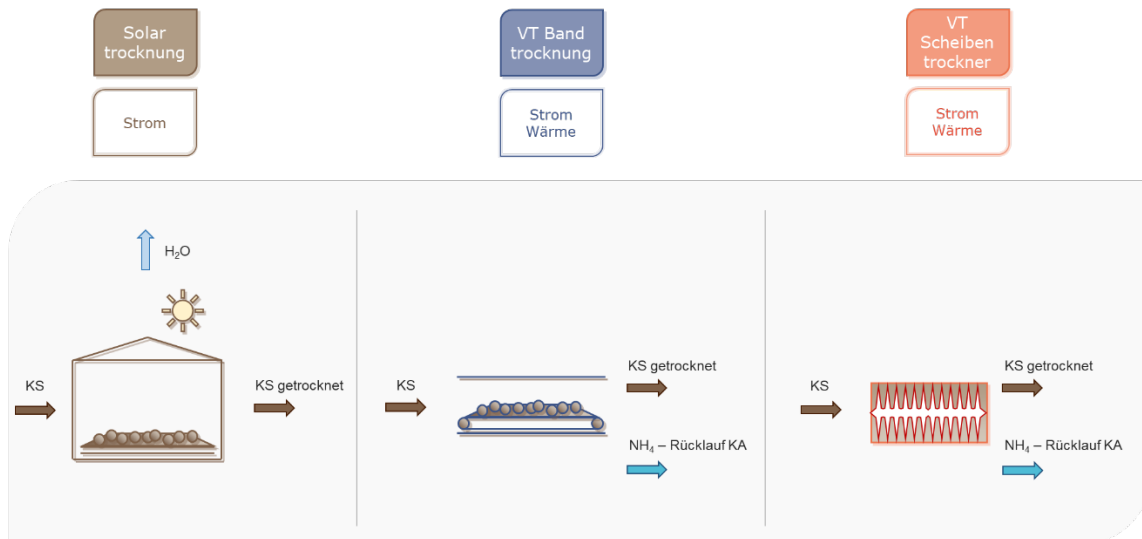 Solar
trocknung
VT Band
trocknung
VT
Scheiben
trockner
Strom
Strom
Wärme
Strom
Wärme
H₂O
KS
KS getrocknet
KS
KS getrocknet
NH₄ – Rücklauf KA
KS
KS getrocknet
NH₄ – Rücklauf KA